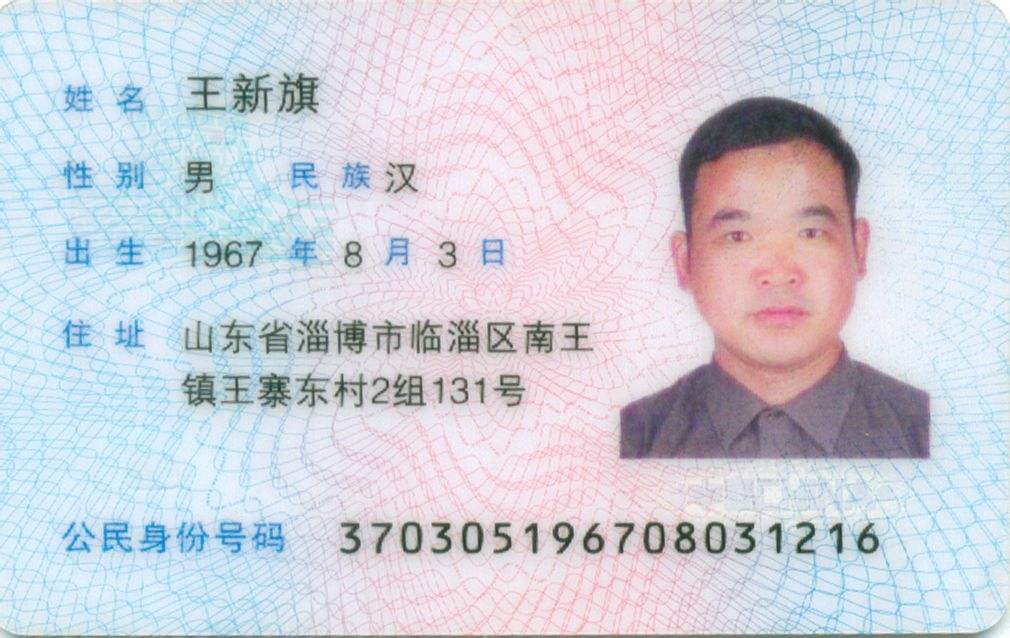 姓名 王新旗
性别 男 民族 汉
出生 1967 年 8 月 3 日
住址 山东省淄博市临淄区南王
镇王寨东村2组131号
公民身份号码 370305196708031216